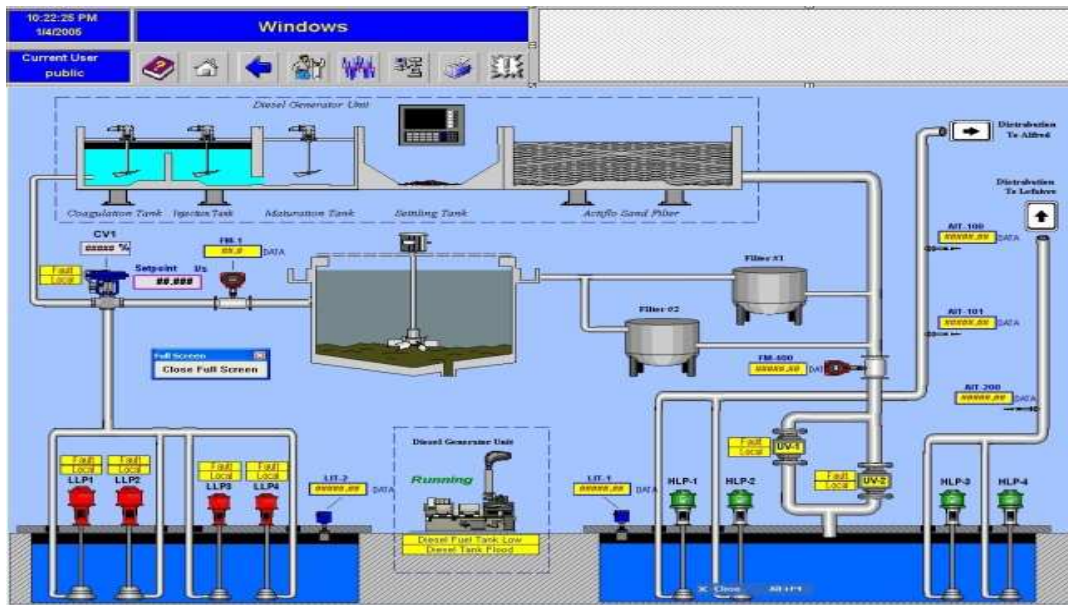 10:22:25 PM
1/4/2005
Windows
Current User
public
Diesel Generator Unit
Distrabution
To Alfred
Distrabution
To Lefaivre
Coagulation Tank
Injection Tank
Maturation Tank
Settling Tank
Actiflo Sand Filter
CV1
##### %
FM-1
##.#
DATA
Fault
Local
Setpoint l/s
##.###
AIT-100
#####.##
DATA
Filter #1
Filter #2
AIT-101
#####.##
DATA
Full Screen
Close Full Screen
FM-400
#####.##
DAT
AIT-200
#####.##
DATA
Diesel Generator Unit
Running
Diesel Fuel Tank Low
Diesel Tank Flood
Fault
Local
LLP1
Fault
Local
LLP2
Fault
Local
LLP3
Fault
Local
LLP4
LIT-2
#####.##
DATA
LIT-1
#####.##
DATA
HLP-1
HLP-2
Fault
Local
UV-1
Fault
Local
UV-2
HLP-3
HLP-4
Close